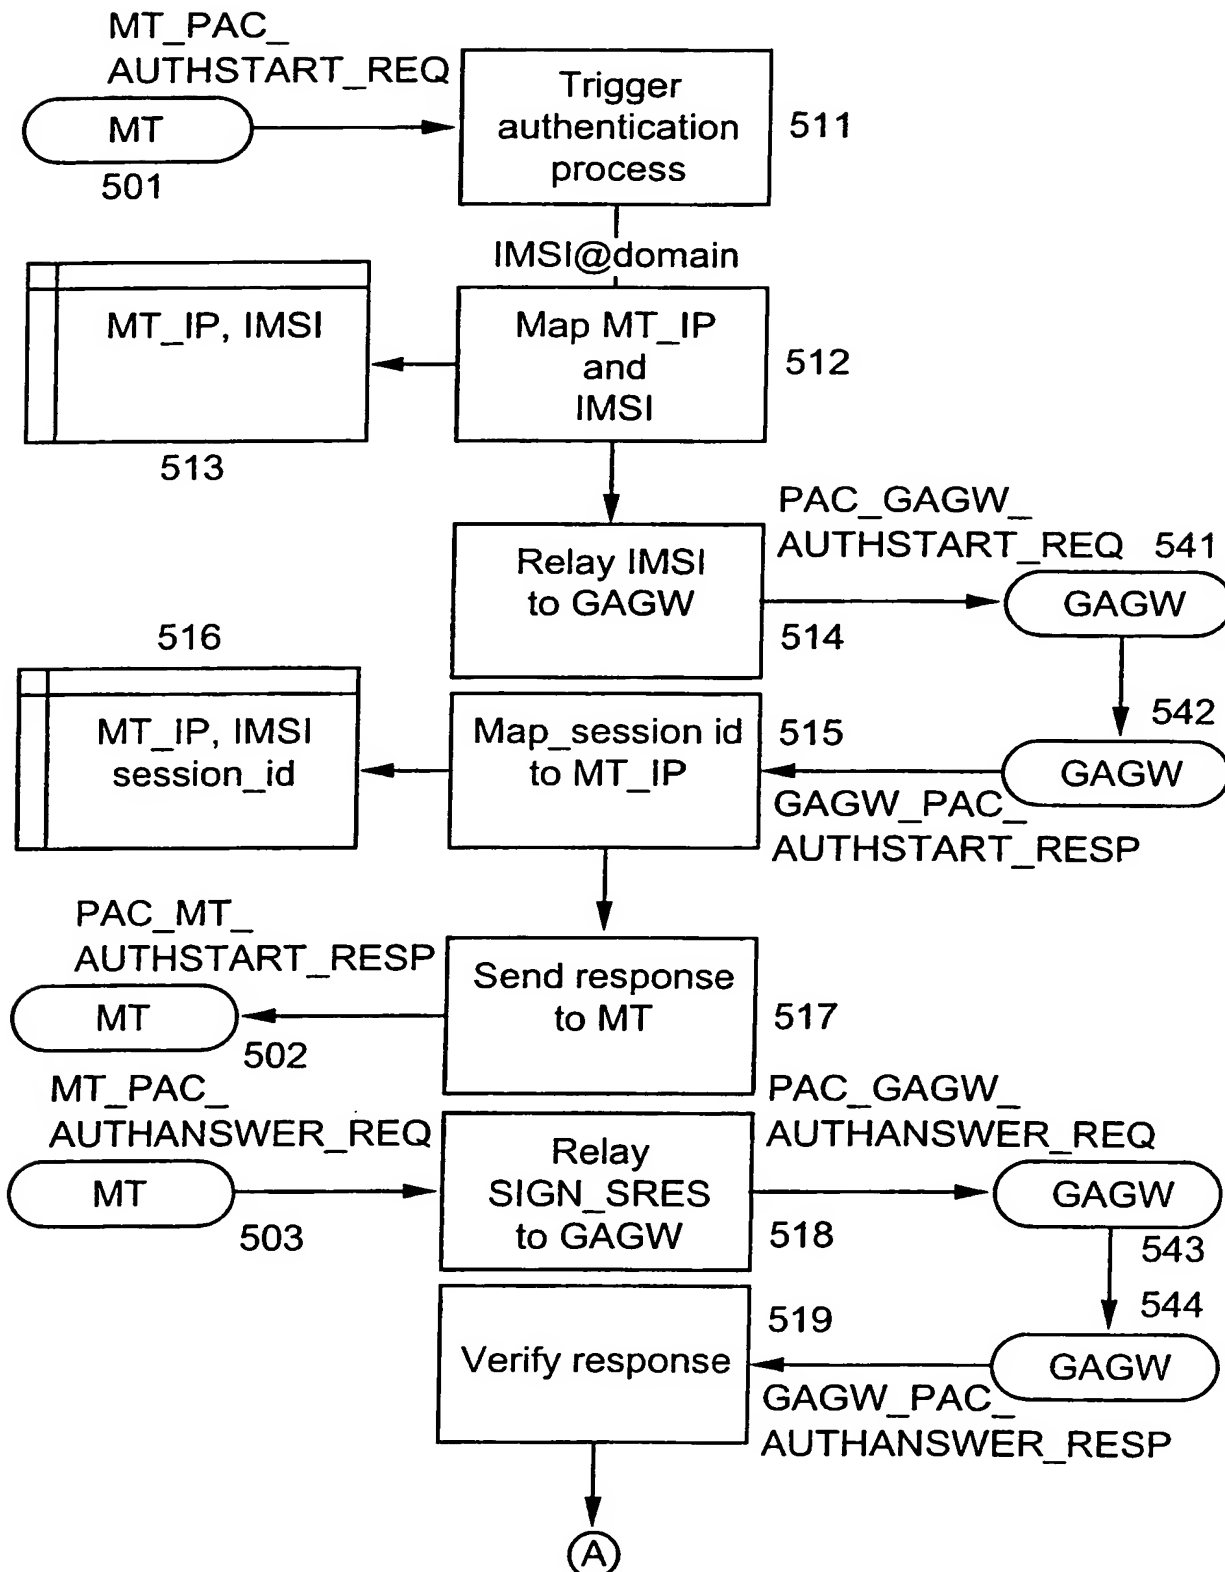 MT_PAC_
AUTHSTART_REQ
MT
501
Trigger
authentication
process
511
IMSI@domain
MT_IP, IMSI
513
Map MT_IP
and
IMSI
512
PAC_GAGW_
AUTHSTART_REQ
541
Relay IMSI
to GAGW
514
GAGW
516
MT_IP, IMSI
session_id
Map_session id
to MT_IP
515
542
GAGW
GAGW_PAC_
AUTHSTART_RESP
PAC_MT_
AUTHSTART_RESP
MT
502
Send response
to MT
517
MT_PAC_
AUTHANSWER_REQ
MT
503
Relay
SIGN_SRES
to GAGW
518
PAC_GAGW_
AUTHANSWER_REQ
GAGW
543
544
Verify response
519
GAGW
GAGW_PAC_
AUTHANSWER_RESP
A